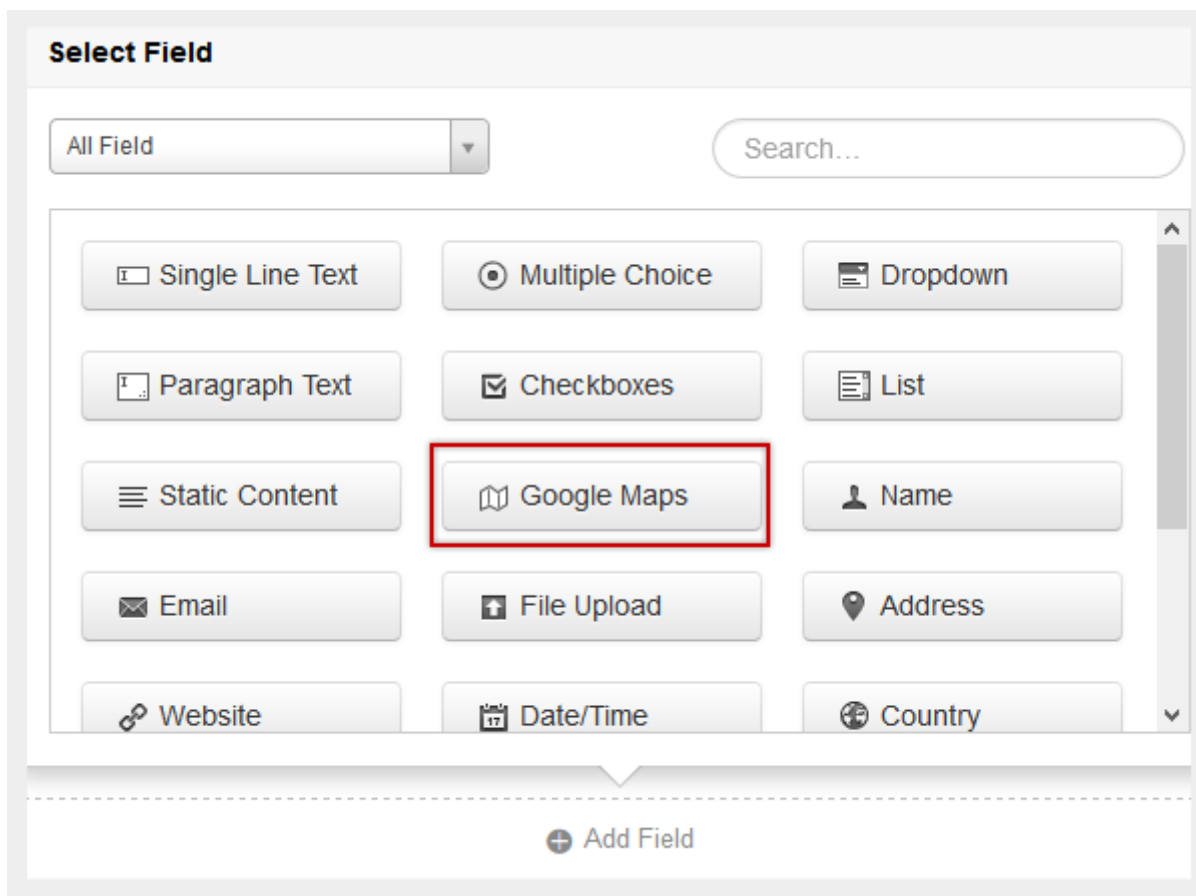 Select Field
All Field
Search...
Single Line Text
Multiple Choice
Dropdown
Paragraph Text
Checkboxes
List
Static Content
Google Maps
Name
Email
File Upload
Address
Website
Date/Time
17
Country
Add Field